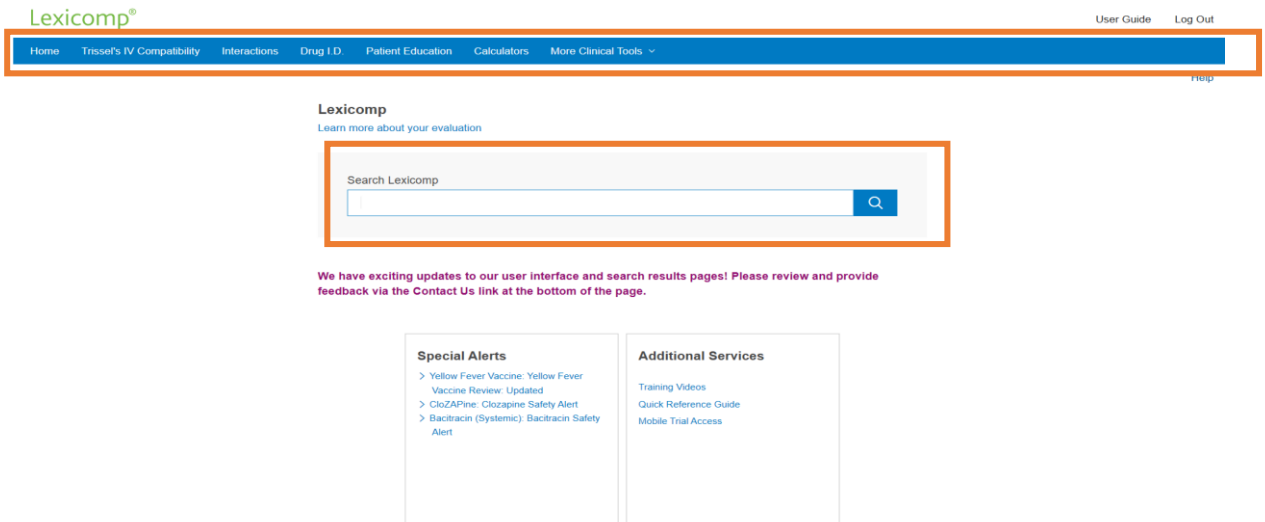 Lexicomp®
User Guide Log Out
Home Trissel's IV Compatibility Interactions Drug I.D. Patient Education Calculators More Clinical Tools
Help
Lexicomp
Learn more about your evaluation
Search Lexicomp
We have exciting updates to our user interface and search results pages! Please review and provide
feedback via the Contact Us link at the bottom of the page.
Special Alerts
Yellow Fever Vaccine: Yellow Fever
Vaccine Review: Updated
CloZAPine: Clozapine Safety Alert
Bacitracin (Systemic): Bacitracin Safety
Alert
Additional Services
Training Videos
Quick Reference Guide
Mobile Trial Access